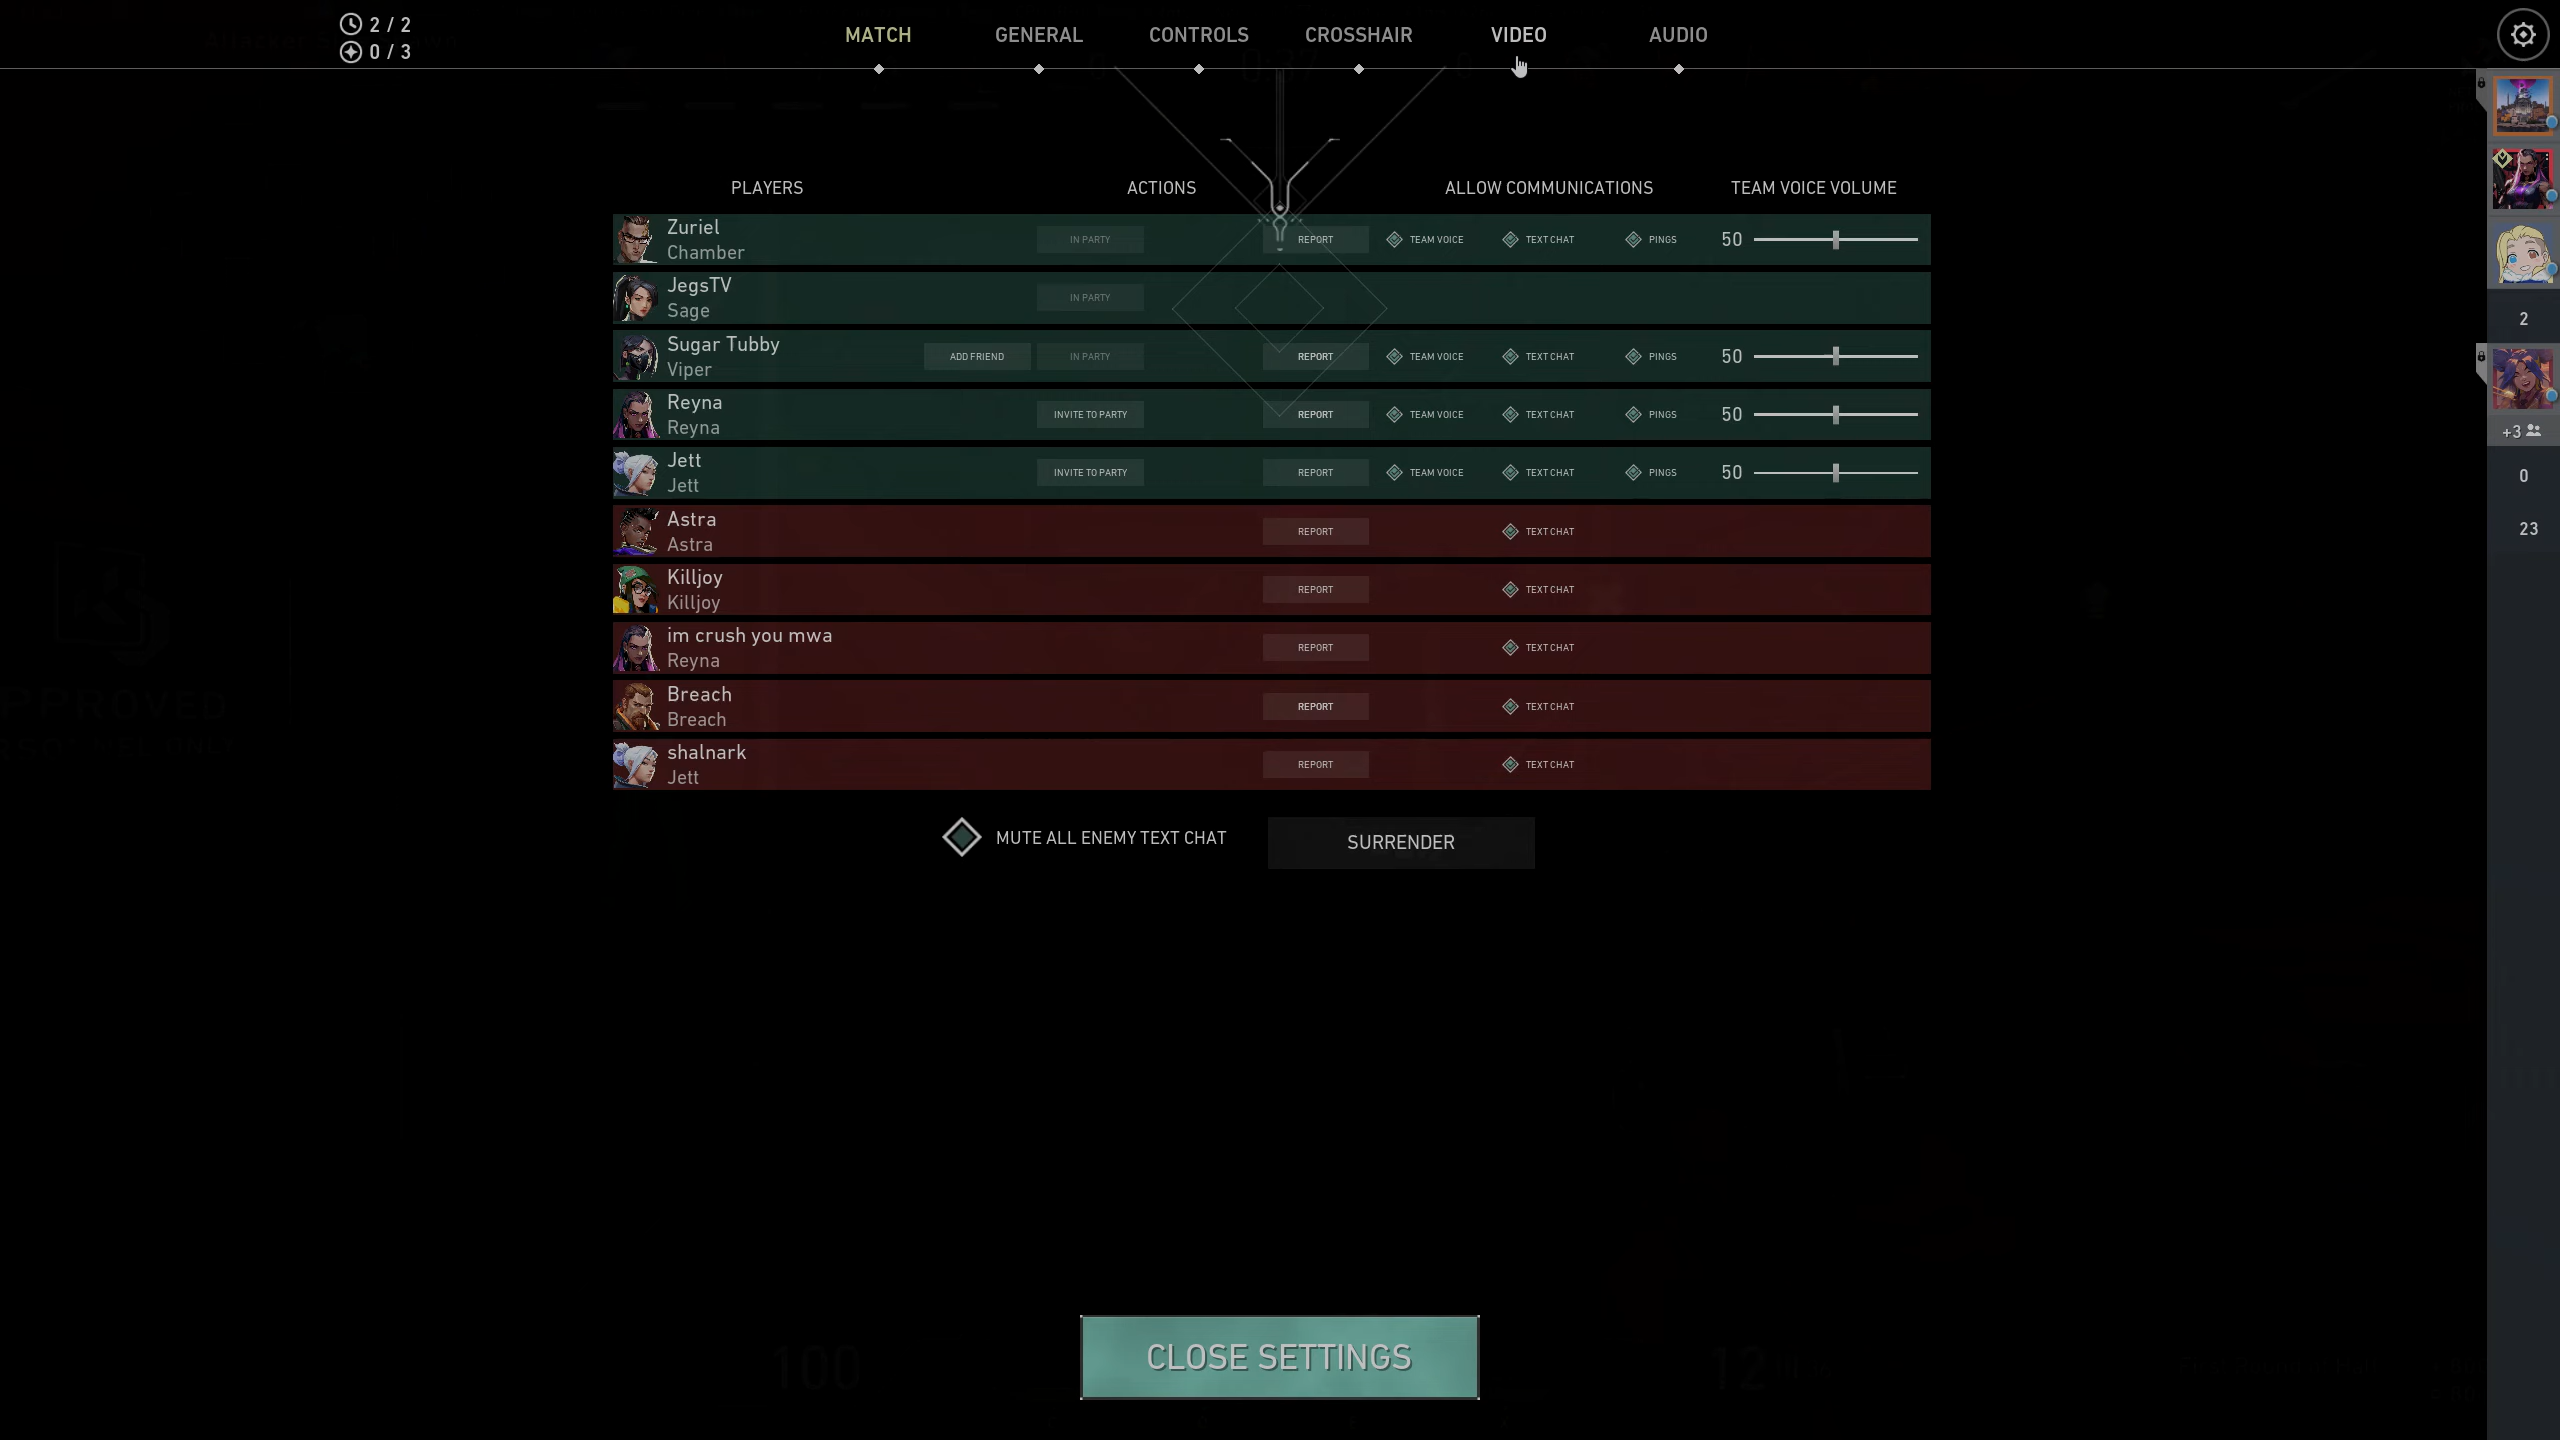 2 / 2
0 / 3
MATCH
GENERAL
CONTROLS
CROSSHAIR
VIDEO
AUDIO
PLAYERS
ACTIONS
ALLOW COMMUNICATIONS
TEAM VOICE VOLUME
Zuriel
Chamber
IN PARTY
REPORT
TEAM VOICE
TEXT CHAT
PINGS
50
JegsTV
Sage
IN PARTY
Sugar Tubby
Viper
ADD FRIEND
IN PARTY
REPORT
TEAM VOICE
TEXT CHAT
PINGS
50
Reyna
Reyna
INVITE TO PARTY
REPORT
TEAM VOICE
TEXT CHAT
PINGS
50
Jett
Jett
INVITE TO PARTY
REPORT
TEAM VOICE
TEXT CHAT
PINGS
50
Astra
Astra
REPORT
TEXT CHAT
Killjoy
Killjoy
REPORT
TEXT CHAT
im crush you mwa
Reyna
REPORT
TEXT CHAT
Breach
Breach
REPORT
TEXT CHAT
shalnark
Jett
REPORT
TEXT CHAT
MUTE ALL ENEMY TEXT CHAT
SURRENDER
CLOSE SETTINGS
100
12
2
+3
0
23